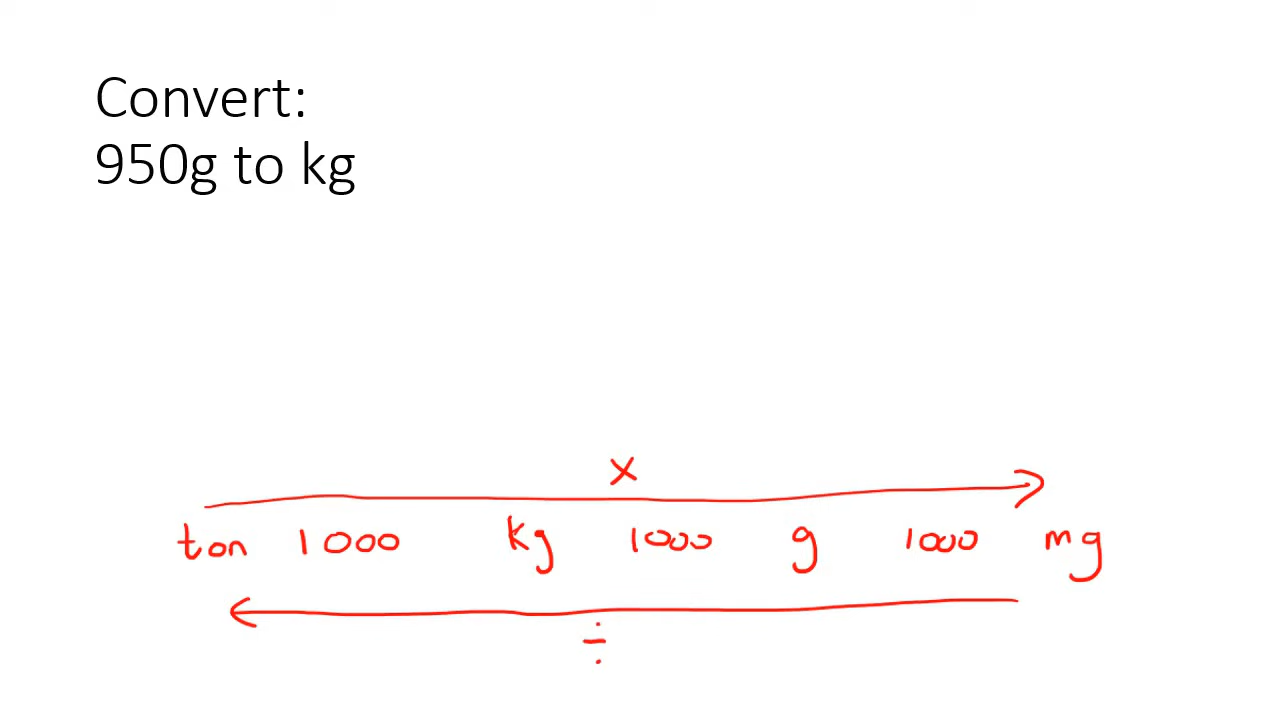 Convert:
950g to kg
x
ton 1000 kg 1000 g 1000 mg
÷